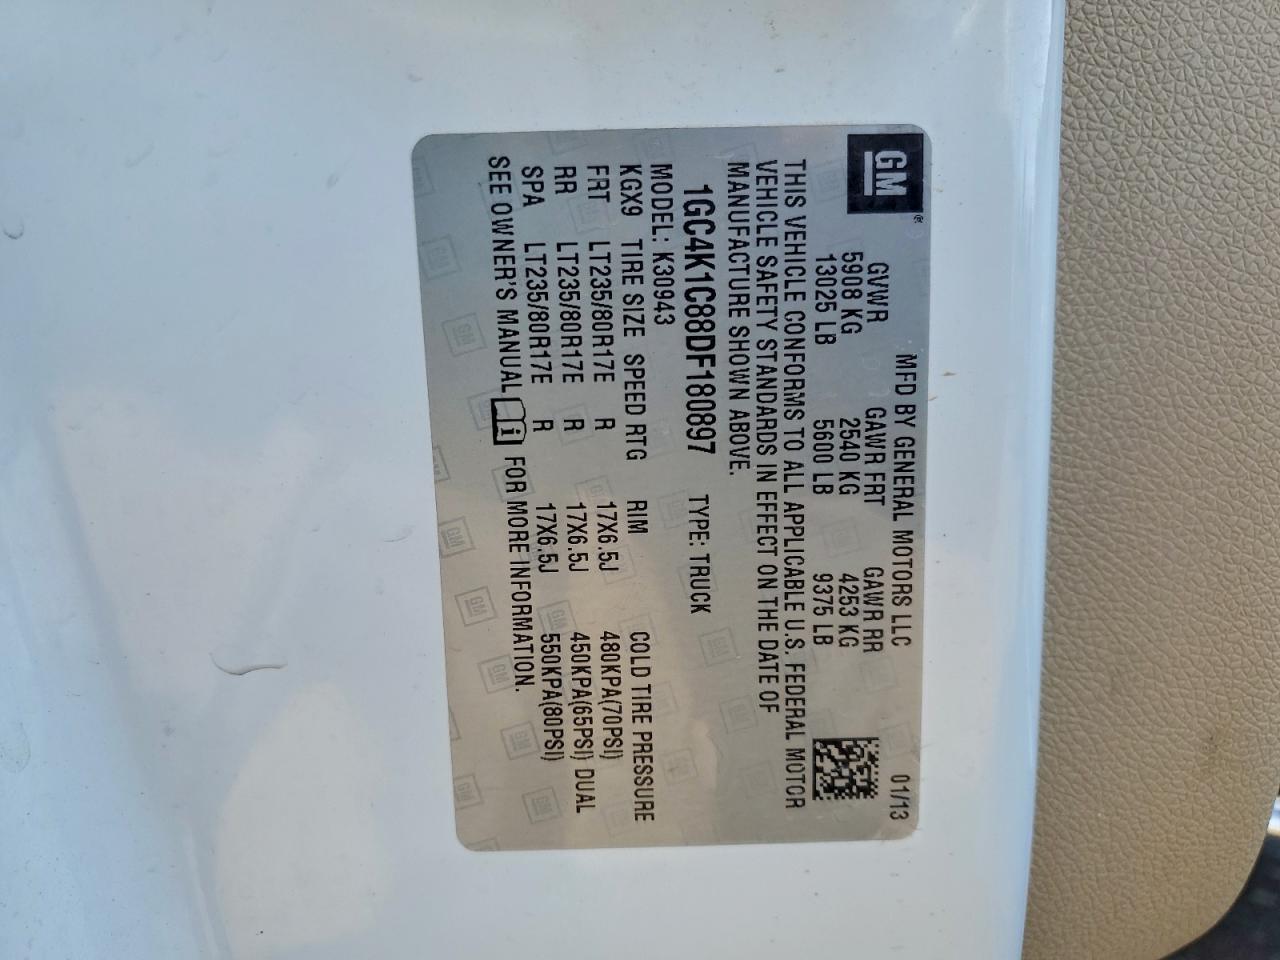 GM®
MFD BY GENERAL MOTORS LLC 01/13
GVWR GAWR FRT GAWR RR
5908 KG 2540 KG 4253 KG
13025 LB 5600 LB 9375 LB
THIS VEHICLE CONFORMS TO ALL APPLICABLE U.S. FEDERAL MOTOR
VEHICLE SAFETY STANDARDS IN EFFECT ON THE DATE OF
MANUFACTURE SHOWN ABOVE.
1GC4K1C88DF180897 TYPE: TRUCK
MODEL: K30943
KGX9 TIRE SIZE SPEED RTG RIM COLD TIRE PRESSURE
FRT LT235/80R17E R 17X6.5J 480KPA(70PSI)
RR LT235/80R17E R 17X6.5J 450KPA(65PSI) DUAL
SPA LT235/80R17E R 17X6.5J 550KPA(80PSI)
SEE OWNER'S MANUAL i FOR MORE INFORMATION.